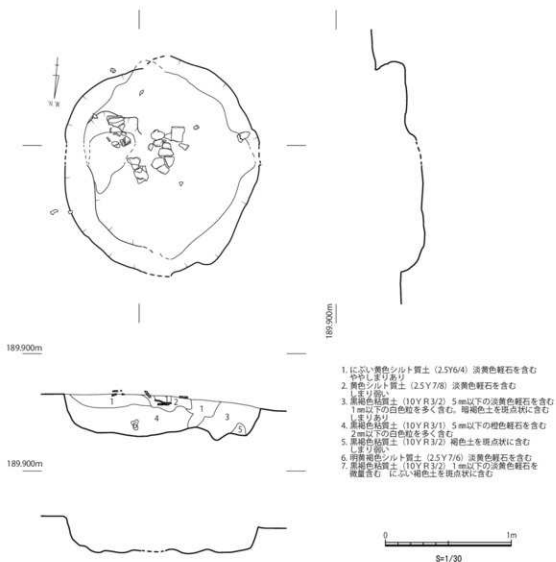 189.900m
189.900m
1. にぶい黄色シルト質土（2.5Y6/4）淡黄色軽石を含む
ややしまりあり
2. 黄色シルト質土（2.5Ｙ7/8）淡黄色軽石を含む
しまり弱い
3. 黒褐色粘質土（10ＹＲ3/2）５㎜以下の淡黄色軽石を含む
１㎜以下の白色粒を多く含む。暗褐色土を斑点状に含む
しまりあり
4. 黒褐色粘質土（10ＹＲ3/1）５㎜以下の橙色軽石を含む
２㎜以下の白色粒を多く含む
5. 黒褐色粘質土（10ＹＲ3/2）褐色土を斑点状に含む
しまり弱い
6. 明黄褐色シルト質土（2.5Ｙ7/6）淡黄色軽石を含む
7. 黒褐色粘質土（10ＹＲ3/2）１㎜以下の淡黄色軽石を
微量含む　にぶい褐色土を斑点状に含む
1
2
1
3
4
5
6
189.900m
0
1m
S=1/30